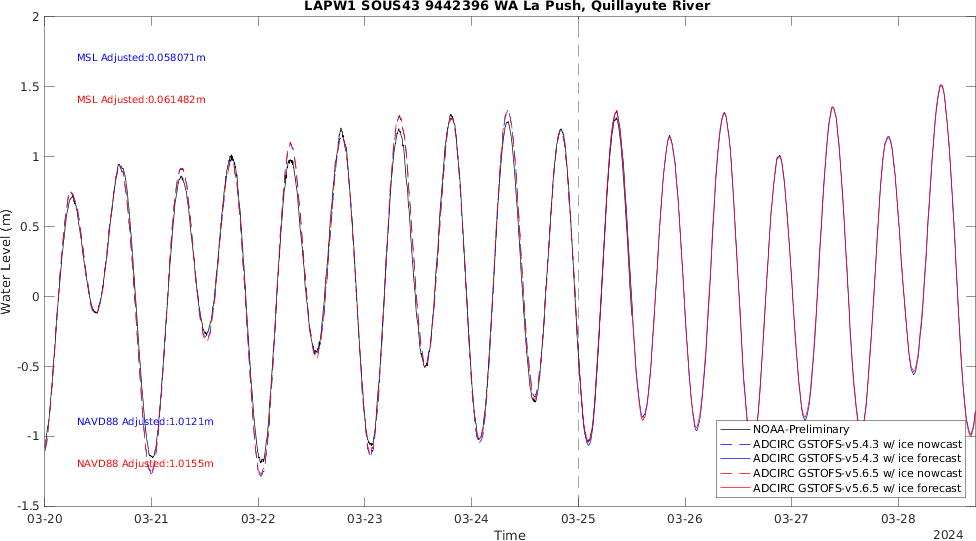 LAPW1 SOUS43 9442396 WA La Push, Quillayute River
2
MSL Adjusted:0.058071m
1.5
MSL Adjusted:0.061482m
1
0.5
Water Level (m)
0
-0.5
NAVD88 Adjusted:1.0121m
-1
NAVD88 Adjusted:1.0155m
-1.5
NOAA-Preliminary
ADCIRC GSTOFS-v5.4.3 w/ ice nowcast
ADCIRC GSTOFS-v5.4.3 w/ ice forecast
ADCIRC GSTOFS-v5.6.5 w/ ice nowcast
ADCIRC GSTOFS-v5.6.5 w/ ice forecast
03-20 03-21 03-22 03-23 03-24 03-25 03-26 03-27 03-28
Time
2024